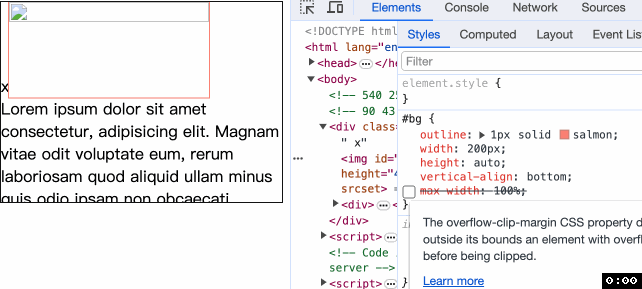 x
Lorem ipsum dolor sit amet
consectetur, adipisicing elit. Magnam
vitae odit voluptate eum, rerum
laboriosam quod aliquid ullam minus
quis odio ipsam non obcaecati
Elements Console Network Sources
<!DOCTYPE html
<html lang="en
<head> ... </h
<body>
<!-- 540 25
<!-- 90 43
<div class=
" x"
<img id="
height="4
srcset> =
<div> ...
</div>
<script> ...
<!-- Code
server -->
<script> ...
Styles Computed Layout Event Lis
Filter
element.style {
}
#bg {
outline: 1px solid salmon;
width: 200px;
height: auto;
vertical-align: bottom;
max-width: 100%;
}
The overflow-clip-margin CSS property d
outside its bounds an element with overf
before being clipped.
Learn more
}
0:00